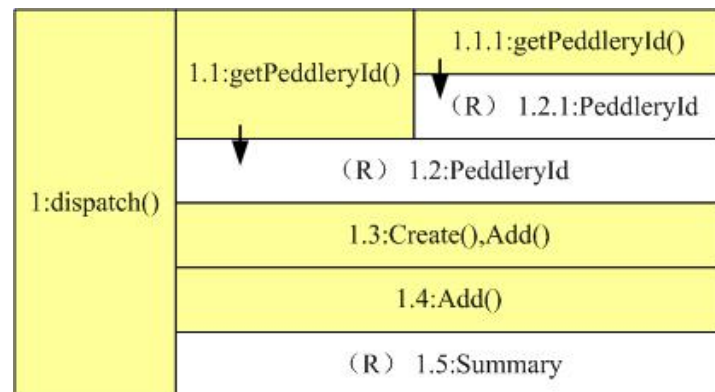 1.1.1:getPeddleryId()
1.1:getPeddleryId()
（R） 1.2.1:PeddleryId
（R） 1.2:PeddleryId
1:dispatch()
1.3:Create(),Add()
1.4:Add()
（R） 1.5:Summary